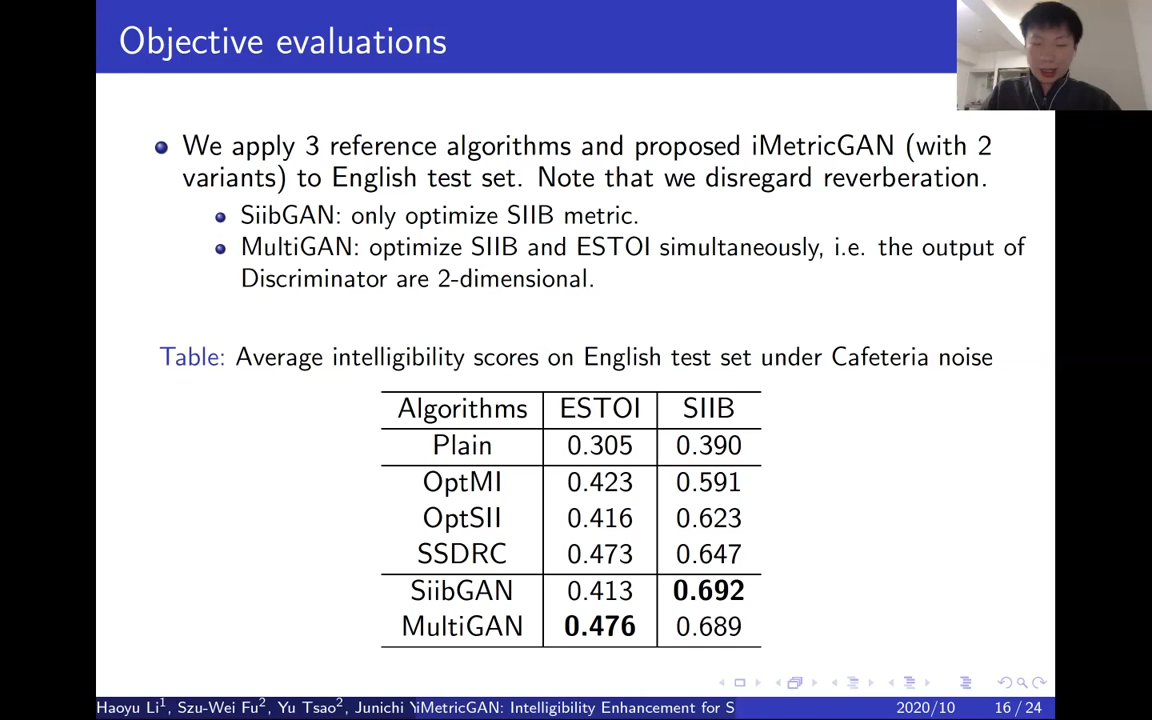 Objective evaluations
We apply 3 reference algorithms and proposed iMetricGAN (with 2
variants) to English test set. Note that we disregard reverberation.
SiibGAN: only optimize SIIB metric.
MultiGAN: optimize SIIB and ESTOI simultaneously, i.e. the output of
Discriminator are 2-dimensional.
Table: Average intelligibility scores on English test set under Cafeteria noise
Algorithms ESTOI SIIB
Plain 0.305 0.390
OptMI 0.423 0.591
OptSII 0.416 0.623
SSDRC 0.473 0.647
SiibGAN 0.413 0.692
MultiGAN 0.476 0.689
Haoyu Li1, Szu-Wei Fu2, Yu Tsao2, Junichi Y iMetricGAN: Intelligibility Enhancement for S 2020/10 16 / 24